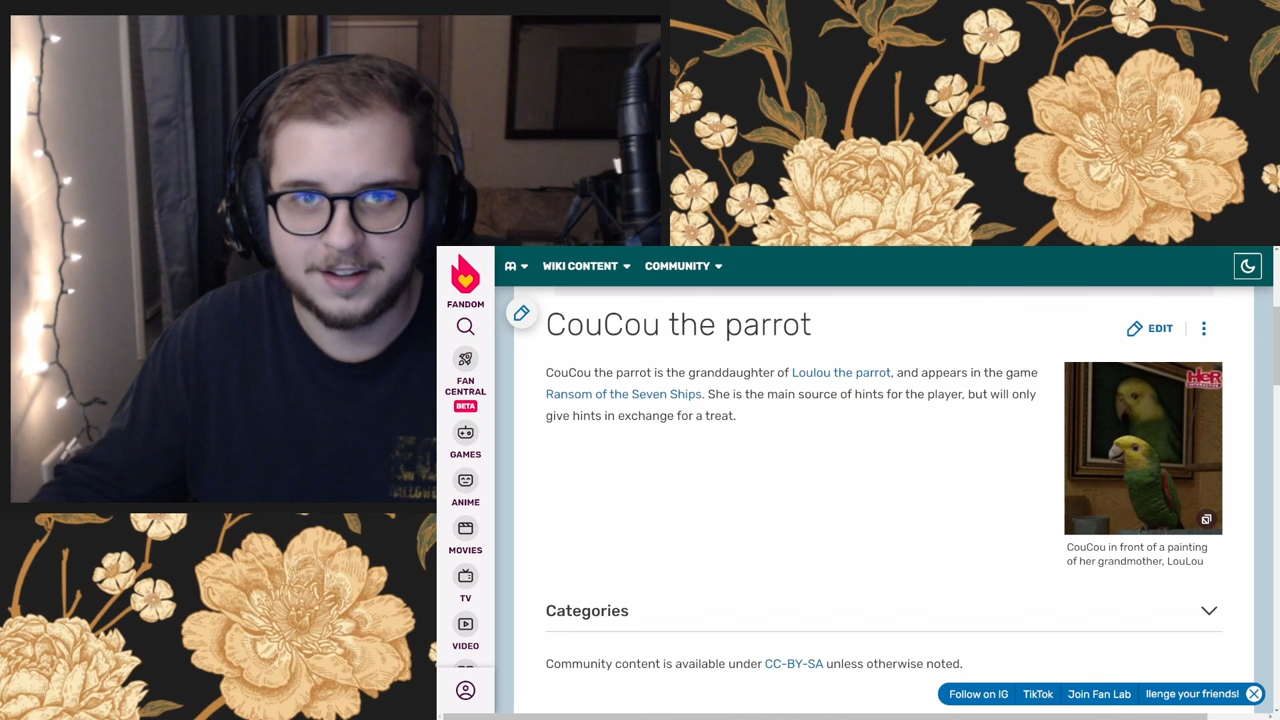 WIKI CONTENT
COMMUNITY
FANDOM
FAN
CENTRAL
BETA
GAMES
ANIME
MOVIES
TV
VIDEO
CouCou the parrot
EDIT
CouCou the parrot is the granddaughter of Loulou the parrot, and appears in the game
Ransom of the Seven Ships. She is the main source of hints for the player, but will only
give hints in exchange for a treat.
HeR
INTERACTIVE
CouCou in front of a painting
of her grandmother, LouLou
Categories
Community content is available under CC-BY-SA unless otherwise noted.
Follow on IG
TikTok
Join Fan Lab
llenge your friends!